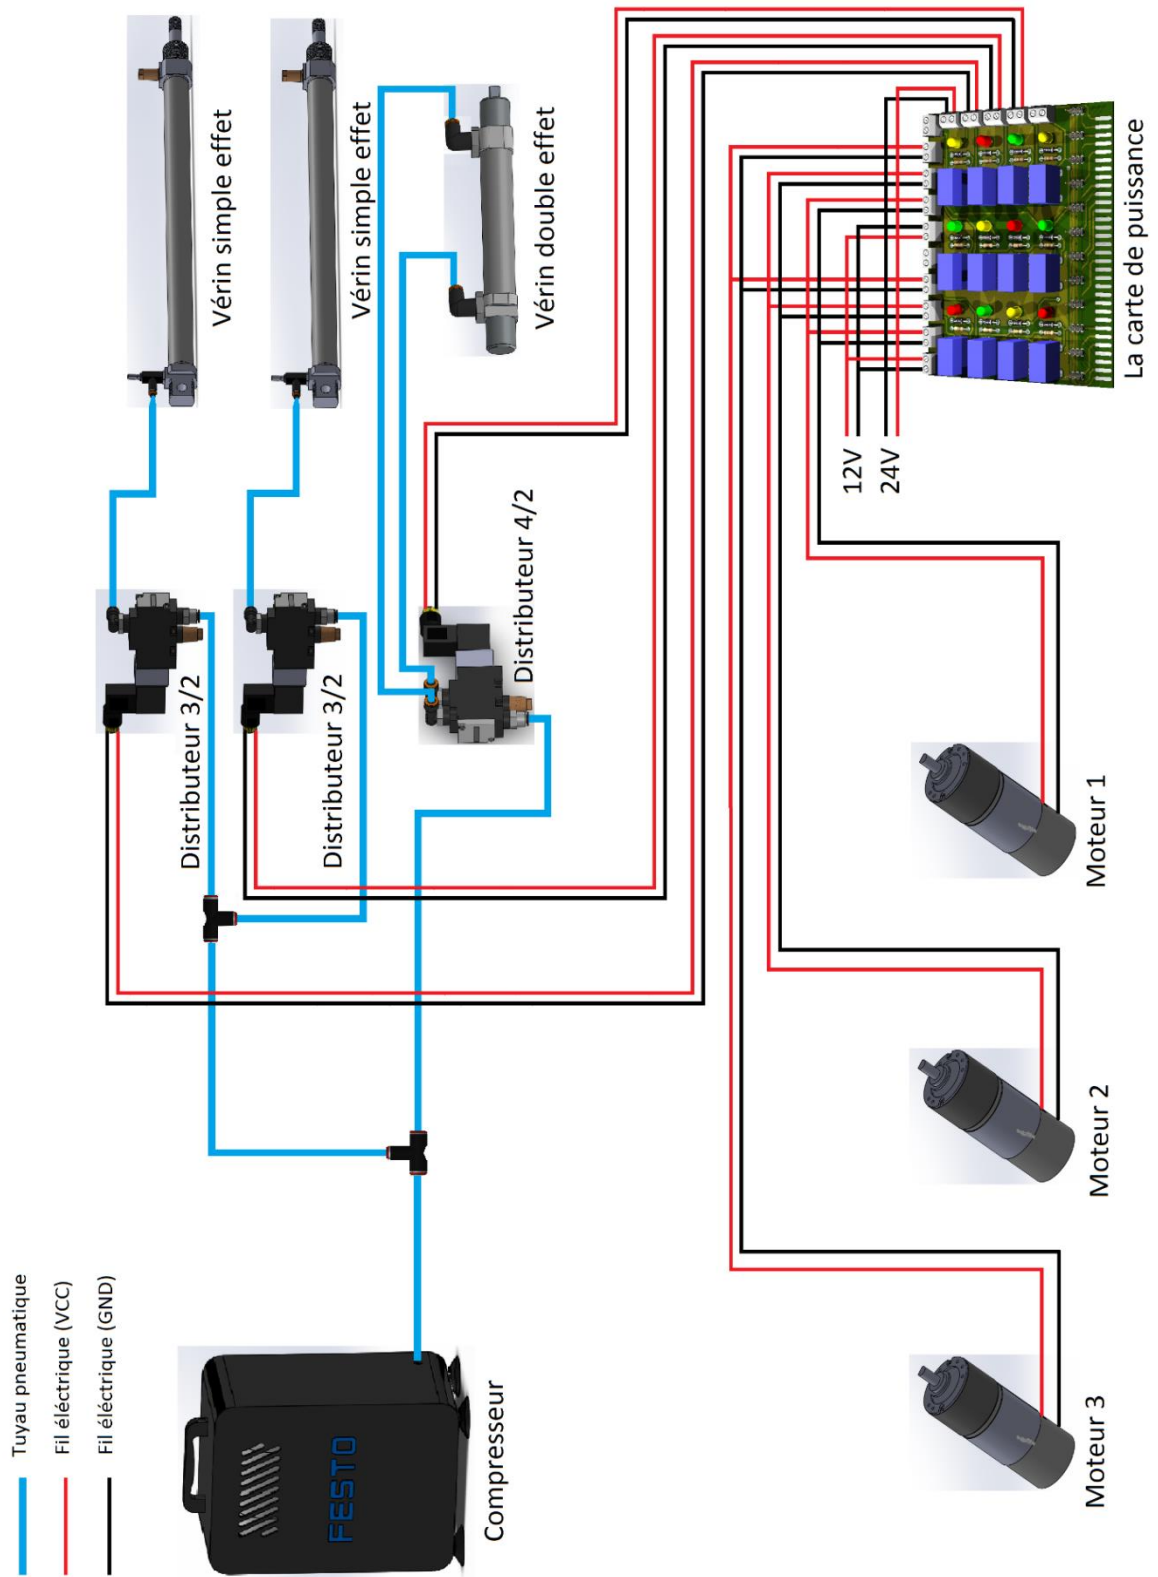 Tuyau pneumatique
Fil éléctrique (VCC)
Fil éléctrique (GND)
FESTO
Compresseur
Distributeur 3/2
Distributeur 3/2
Distributeur 4/2
Vérin simple effet
Vérin simple effet
Vérin double effet
Moteur 3
Moteur 2
Moteur 1
12V
24V
La carte de puissance